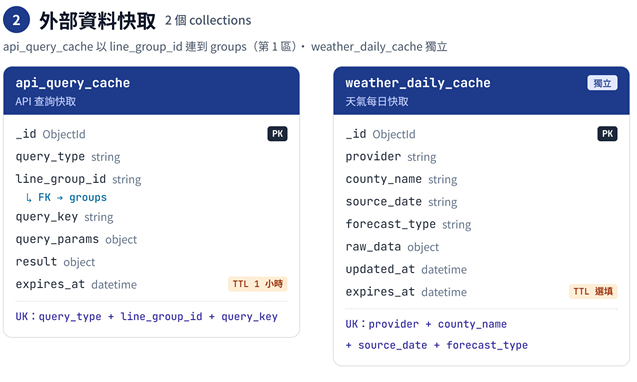 2 外部資料快取 2 個 collections
api_query_cache 以 line_group_id 連到 groups（第 1 區）· weather_daily_cache 獨立
api_query_cache
API 查詢快取
_id ObjectId PK
query_type string
line_group_id string
↳ FK → groups
query_key string
query_params object
result object
expires_at datetime TTL 1 小時
UK：query_type + line_group_id + query_key
weather_daily_cache 獨立
天氣每日快取
_id ObjectId PK
provider string
county_name string
source_date string
forecast_type string
raw_data object
updated_at datetime
expires_at datetime TTL 選填
UK：provider + county_name
+ source_date + forecast_type